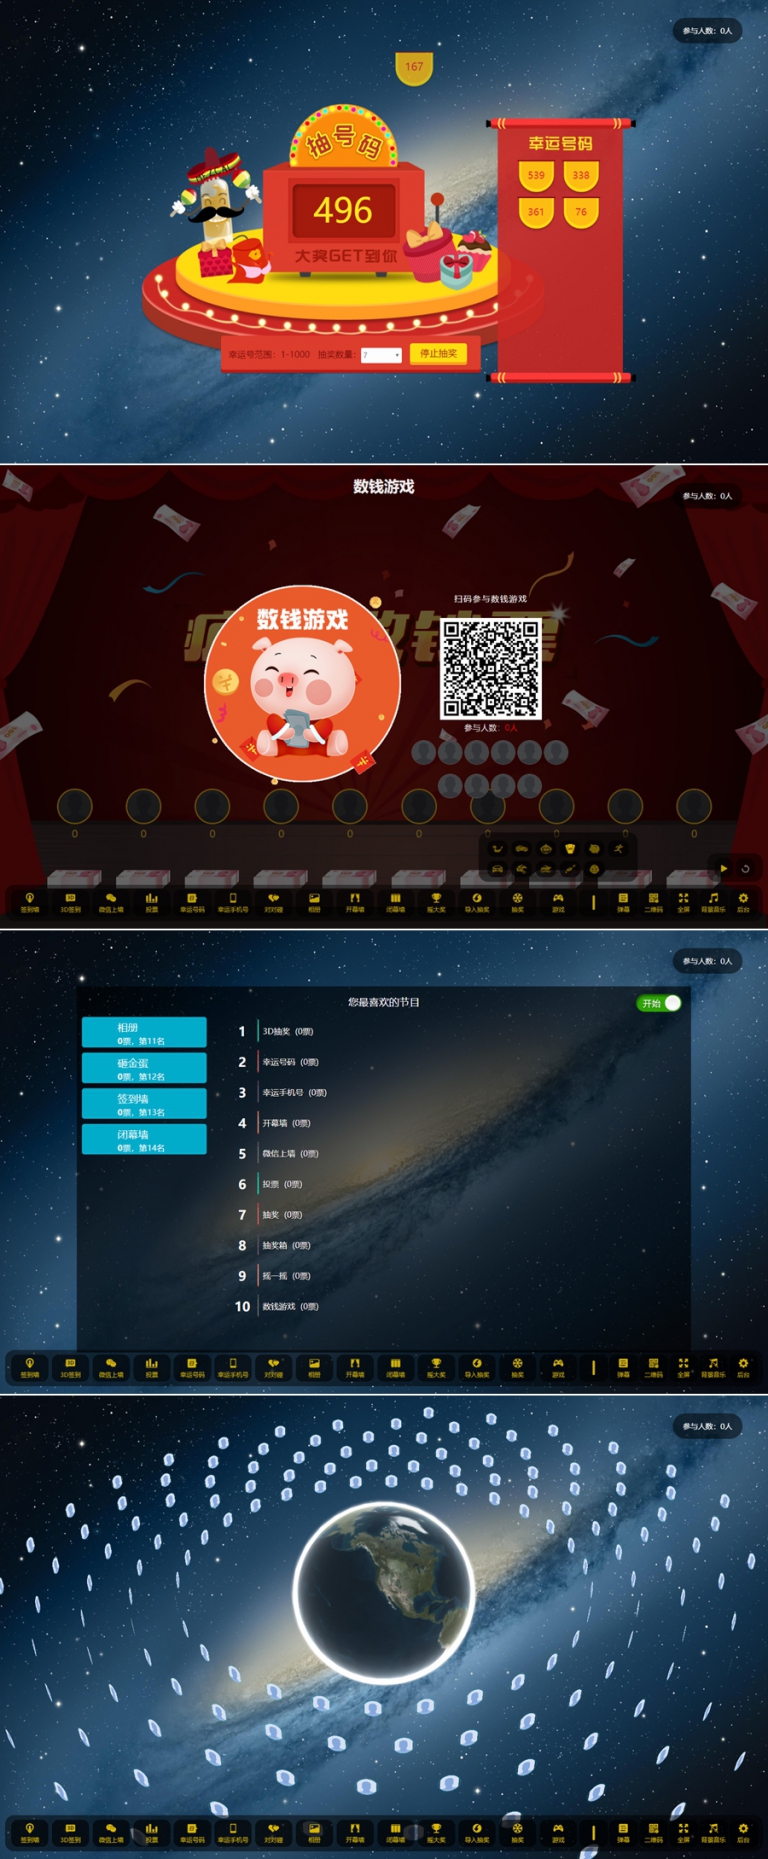 参与人数：0人
167
抽号码
幸运号码
539 338
361 76
496
大奖GET到你
幸运号范围：1-1000 抽奖数量： 7 停止抽奖
数钱游戏
参与人数：0人
扫码参与数钱游戏
数钱游戏
参与人数：0人
0 0 0 0 0 0 0 0 0 0
签到墙 3D签到 微信上墙 投票 幸运号码 幸运手机号 对对碰 相册 开幕墙 闭幕墙 摇大奖 导入抽奖 抽奖 游戏 弹幕 二维码 全屏 背景音乐 后台
参与人数：0人
您最喜欢的节目
开始
相册
0票，第11名
砸金蛋
0票，第12名
签到墙
0票，第13名
闭幕墙
0票，第14名
1 3D抽奖 (0票)
2 幸运号码 (0票)
3 幸运手机号 (0票)
4 开幕墙 (0票)
5 微信上墙 (0票)
6 投票 (0票)
7 抽奖 (0票)
8 抽奖箱 (0票)
9 摇一摇 (0票)
10 数钱游戏 (0票)
签到墙 3D签到 微信上墙 投票 幸运号码 幸运手机号 对对碰 相册 开幕墙 闭幕墙 摇大奖 导入抽奖 抽奖 游戏 弹幕 二维码 全屏 背景音乐 后台
参与人数：0人
签到墙 3D签到 微信上墙 投票 幸运号码 幸运手机号 对对碰 相册 开幕墙 闭幕墙 摇大奖 导入抽奖 抽奖 游戏 弹幕 二维码 全屏 背景音乐 后台